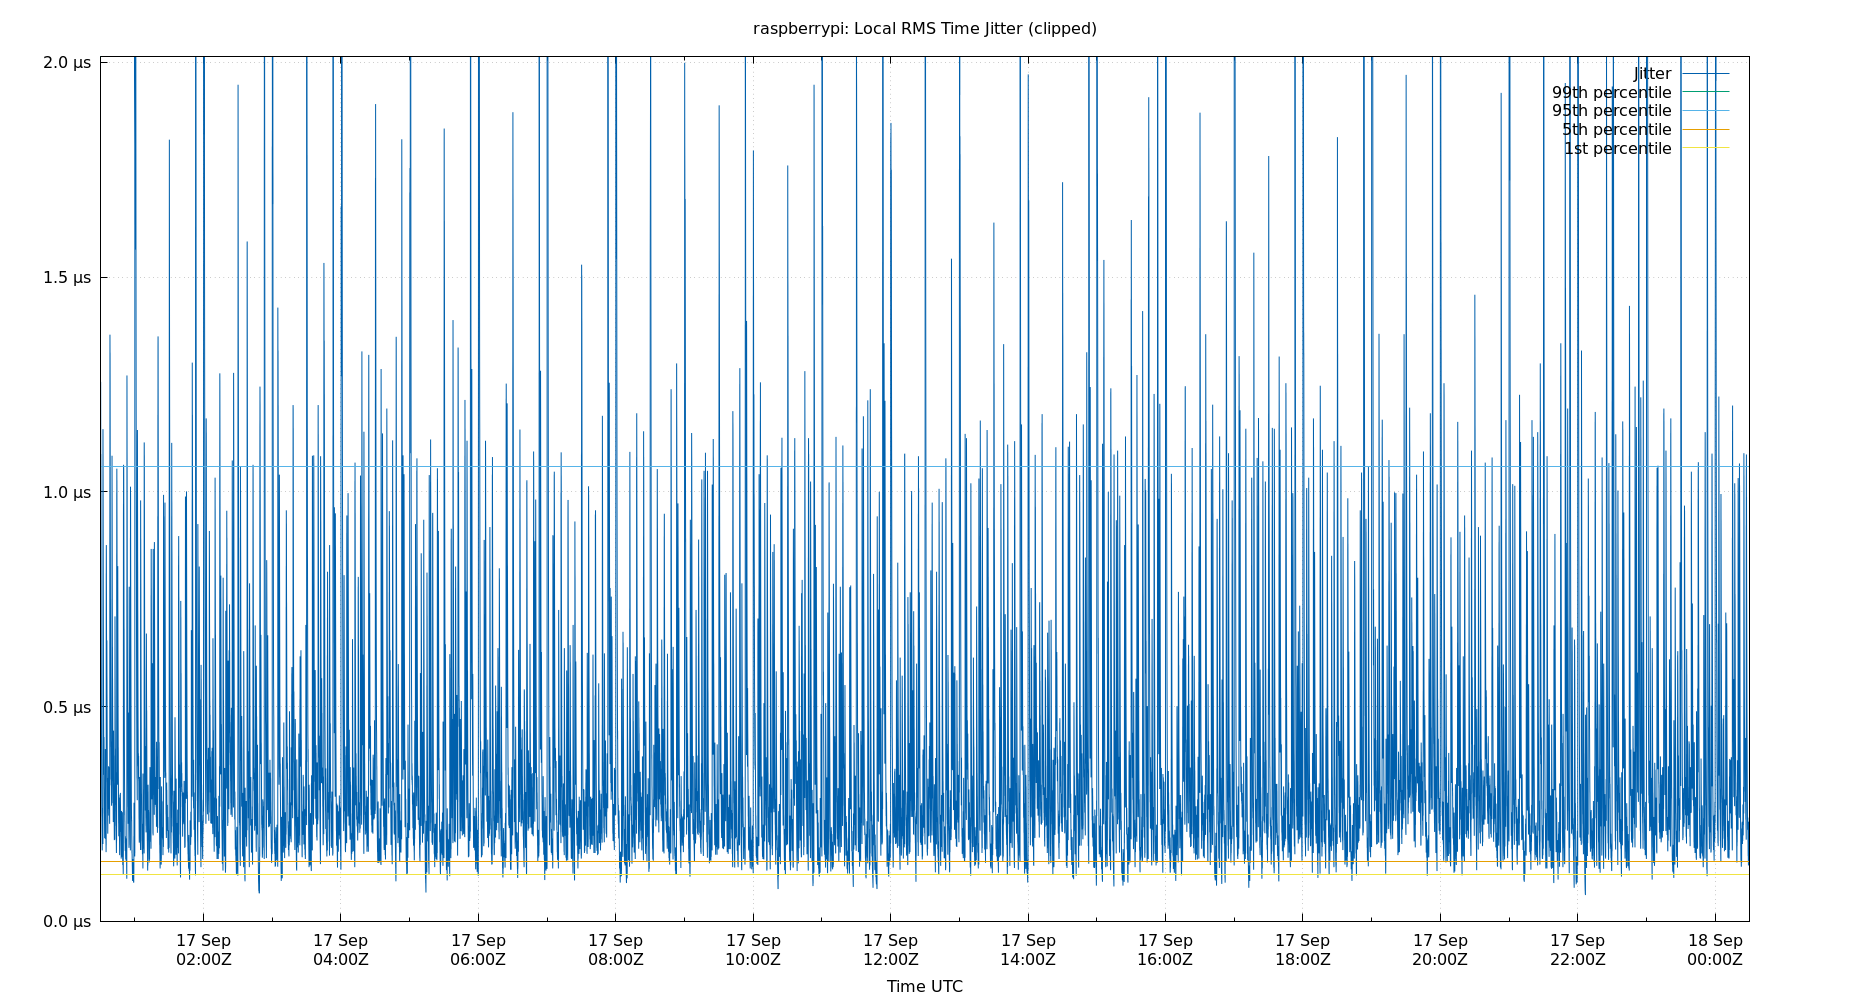 raspberrypi: Local RMS Time Jitter (clipped)
2.0 µs
1.5 µs
1.0 µs
0.5 µs
0.0 µs
Jitter
99th percentile
95th percentile
5th percentile
1st percentile
17 Sep 17 Sep 17 Sep 17 Sep 17 Sep 17 Sep 17 Sep 17 Sep 17 Sep 17 Sep 17 Sep 18 Sep
02:00Z 04:00Z 06:00Z 08:00Z 10:00Z 12:00Z 14:00Z 16:00Z 18:00Z 20:00Z 22:00Z 00:00Z
Time UTC